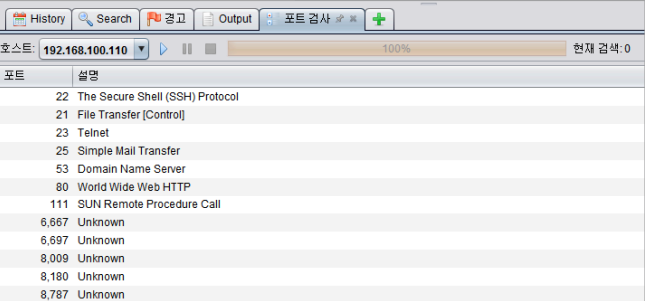 History Search 경고 Output 포트 검사
호스트: 192.168.100.110 100% 현재 검색:0
포트 설명
22 The Secure Shell (SSH) Protocol
21 File Transfer [Control]
23 Telnet
25 Simple Mail Transfer
53 Domain Name Server
80 World Wide Web HTTP
111 SUN Remote Procedure Call
6,667 Unknown
6,697 Unknown
8,009 Unknown
8,180 Unknown
8,787 Unknown